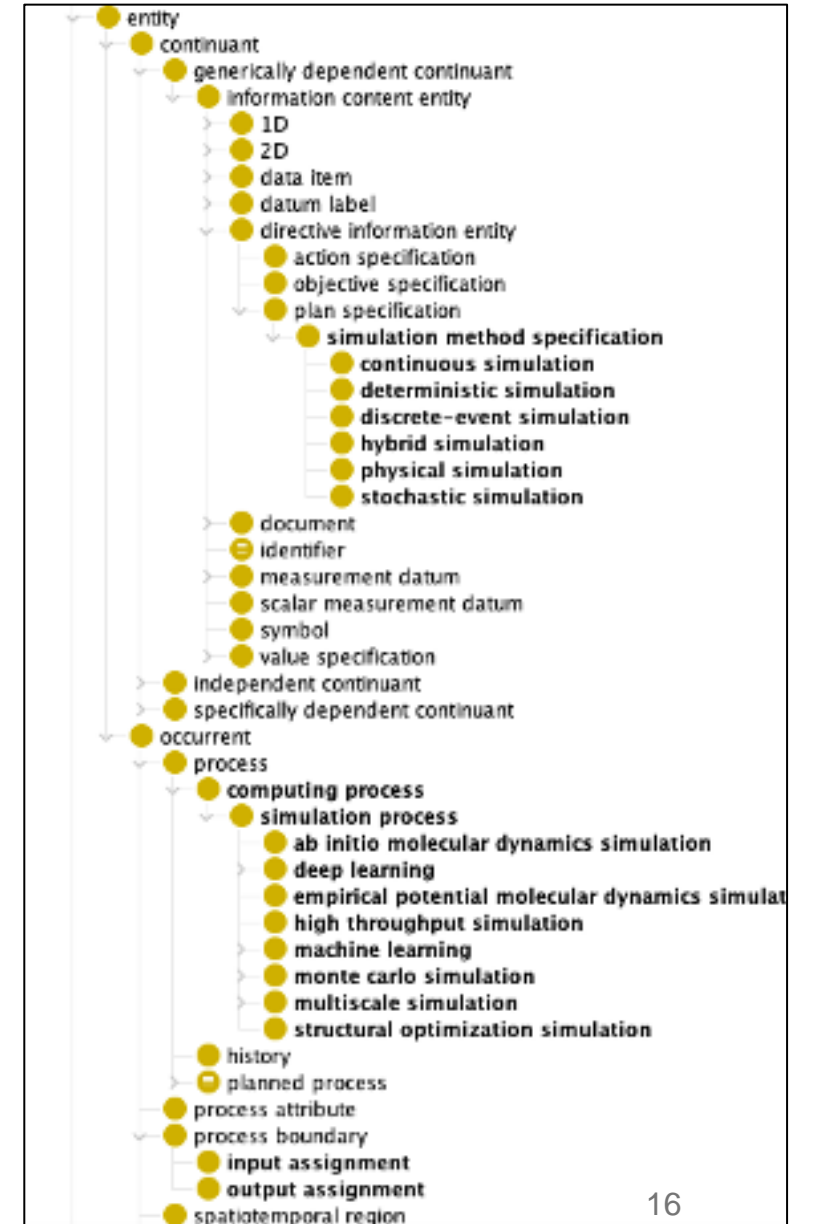 entity
continuant
generically dependent continuant
information content entity
1D
2D
data item
datum label
directive information entity
action specification
objective specification
plan specification
simulation method specification
continuous simulation
deterministic simulation
discrete-event simulation
hybrid simulation
physical simulation
stochastic simulation
document
identifier
measurement datum
scalar measurement datum
symbol
value specification
independent continuant
specifically dependent continuant
occurrent
process
computing process
simulation process
ab initio molecular dynamics simulation
deep learning
empirical potential molecular dynamics simulat
high throughput simulation
machine learning
monte carlo simulation
multiscale simulation
structural optimization simulation
history
planned process
process attribute
process boundary
input assignment
output assignment
16
spatiotemporal region